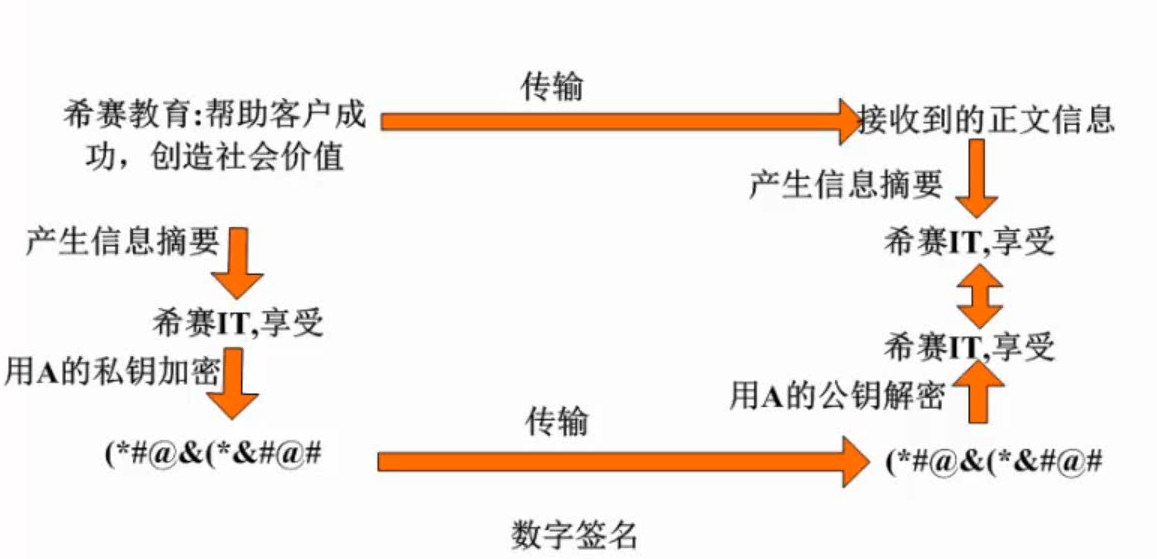 传输
希赛教育:帮助客户成
功，创造社会价值
接收到的正文信息
产生信息摘要
产生信息摘要
希赛IT,享受
希赛IT,享受
希赛IT,享受
用A的私钥加密
用A的公钥解密
传输
(*#@&(*&#@#
(*#@&(*&#@#
数字签名